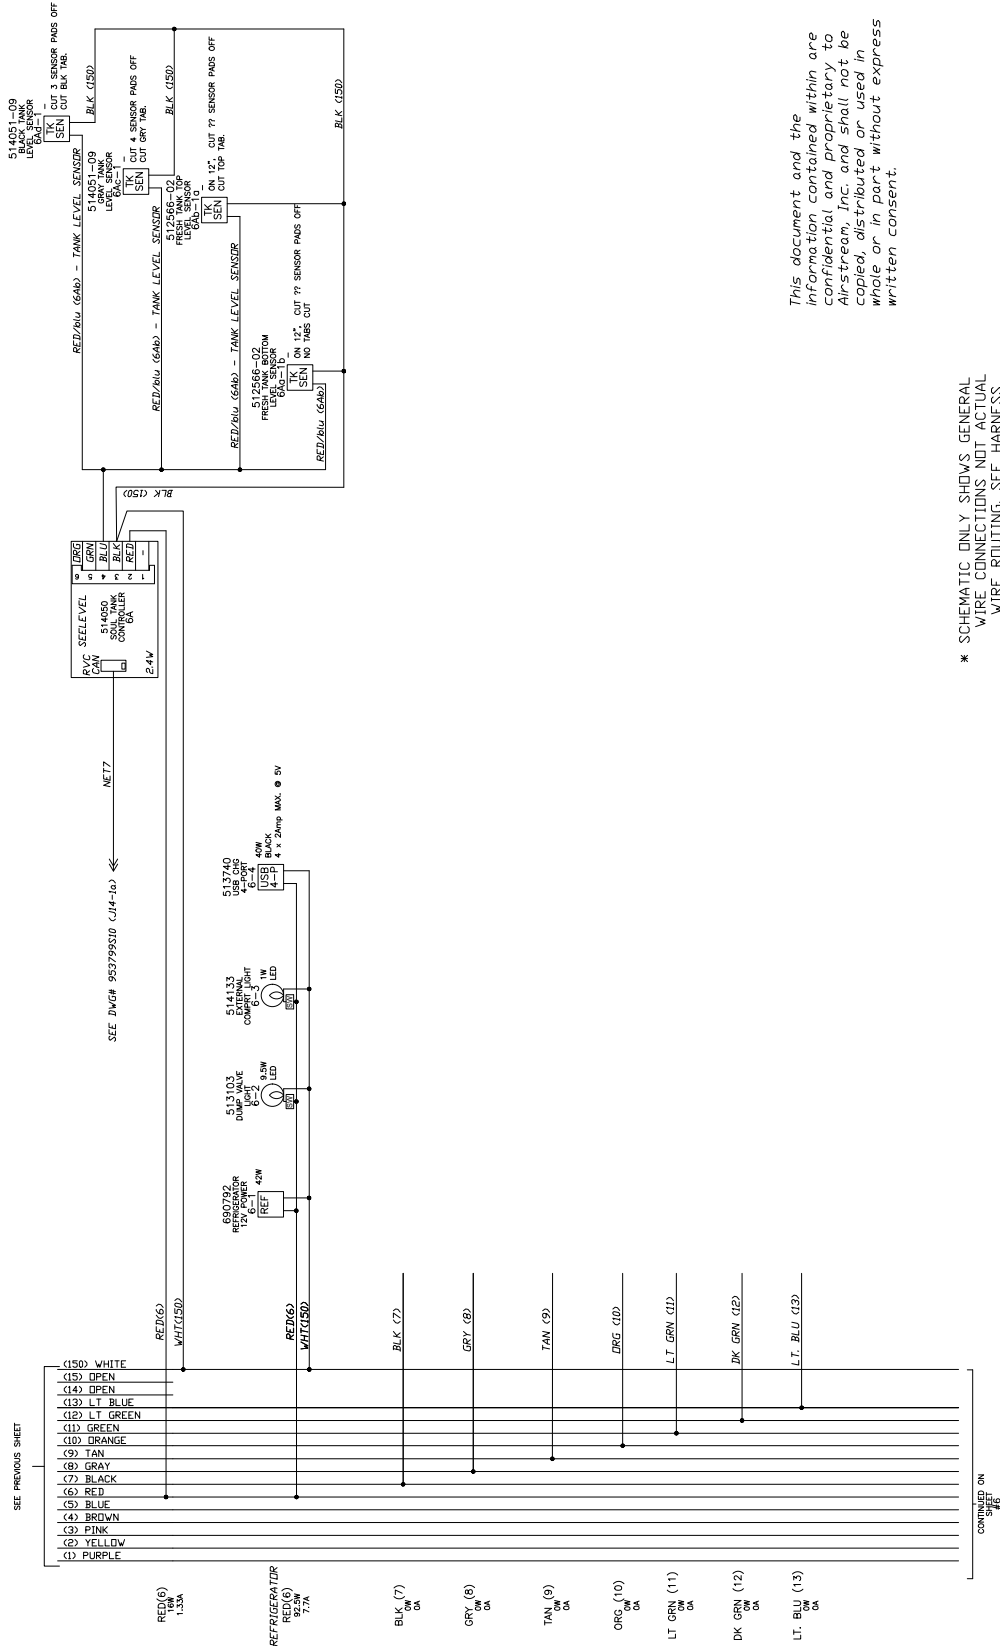 514051-09
BLACK TANK
LEVEL SENSOR
6Ad-1
TK
SEN
-
CUT 3 SENSOR PADS OFF
CUT BLK TAB.
BLK (150)
RED/blu (6Ab) - TANK LEVEL SENSOR
514051-09
GRAY TANK
LEVEL SENSOR
6Ac-1
TK
SEN
-
CUT 4 SENSOR PADS OFF
CUT GRY TAB.
BLK (150)
RED/blu (6Ab) - TANK LEVEL SENSOR
512566-02
FRESH TANK TOP
LEVEL SENSOR
6Ab-1a
TK
SEN
-
ON 12", CUT ?? SENSOR PADS OFF
CUT TOP TAB.
RED/blu (6Ab) - TANK LEVEL SENSOR
512566-02
FRESH TANK BOTTOM
LEVEL SENSOR
6Aa-1b
TK
SEN
-
ON 12", CUT ?? SENSOR PADS OFF
NO TABS CUT
RED/blu (6Ab)
BLK (150)
BLK (150)
This document and the
information contained within are
confidential and proprietary to
Airstream, Inc. and shall not be
copied, distributed or used in
whole or in part without express
written consent.
* SCHEMATIC ONLY SHOWS GENERAL
WIRE CONNECTIONS NOT ACTUAL
WIRE ROUTING. SEE HARNESS
6 ORG
5 GRN
4 BLU
3 BLK
2 RED
1 -
SEELEVEL
514050
SOUL TANK
CONTROLLER
6A
RVC
CAN
2.4W
NET7
SEE DWG# 953799S10 (J14-1a)
513740
USB CHG
4-PORT
6-4
USB
4-P
40W
BLACK
4 x 2Amp MAX. @ 5V
514133
EXTERNAL
COMPRT LIGHT
6-3
1W
LED
SW
513103
DUMP VALVE
LIGHT
6-2
9.5W
LED
SW
690792
REFRIGERATOR
12V POWER
6-1
REF
42W
RED(6)
WHT(150)
RED(6)
WHT(150)
BLK (7)
GRY (8)
TAN (9)
ORG (10)
LT GRN (11)
DK GRN (12)
LT. BLU (13)
SEE PREVIOUS SHEET
(150) WHITE
(15) OPEN
(14) OPEN
(13) LT BLUE
(12) LT GREEN
(11) GREEN
(10) ORANGE
(9) TAN
(8) GRAY
(7) BLACK
(6) RED
(5) BLUE
(4) BROWN
(3) PINK
(2) YELLOW
(1) PURPLE
CONTINUED ON
SHEET
#6
RED(6)
16W
1.33A
REFRIGERATOR
RED(6)
92.5W
7.7A
BLK (7)
0W
0A
GRY (8)
0W
0A
TAN (9)
0W
0A
ORG (10)
0W
0A
LT GRN (11)
0W
0A
DK GRN (12)
0W
0A
LT. BLU (13)
0W
0A